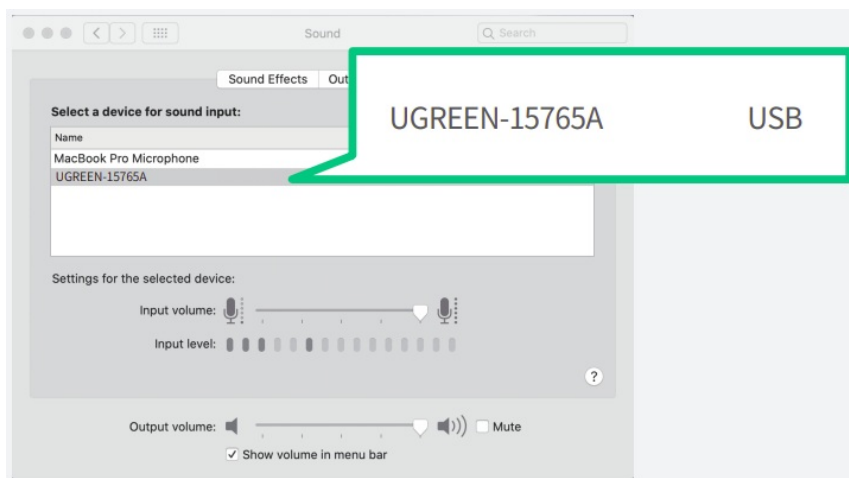 Sound
Search
Sound Effects
Out
Select a device for sound input:
Name
MacBook Pro Microphone
UGREEN-15765A
UGREEN-15765A USB
Settings for the selected device:
Input volume:
Input level:
?
Output volume:
Mute
Show volume in menu bar